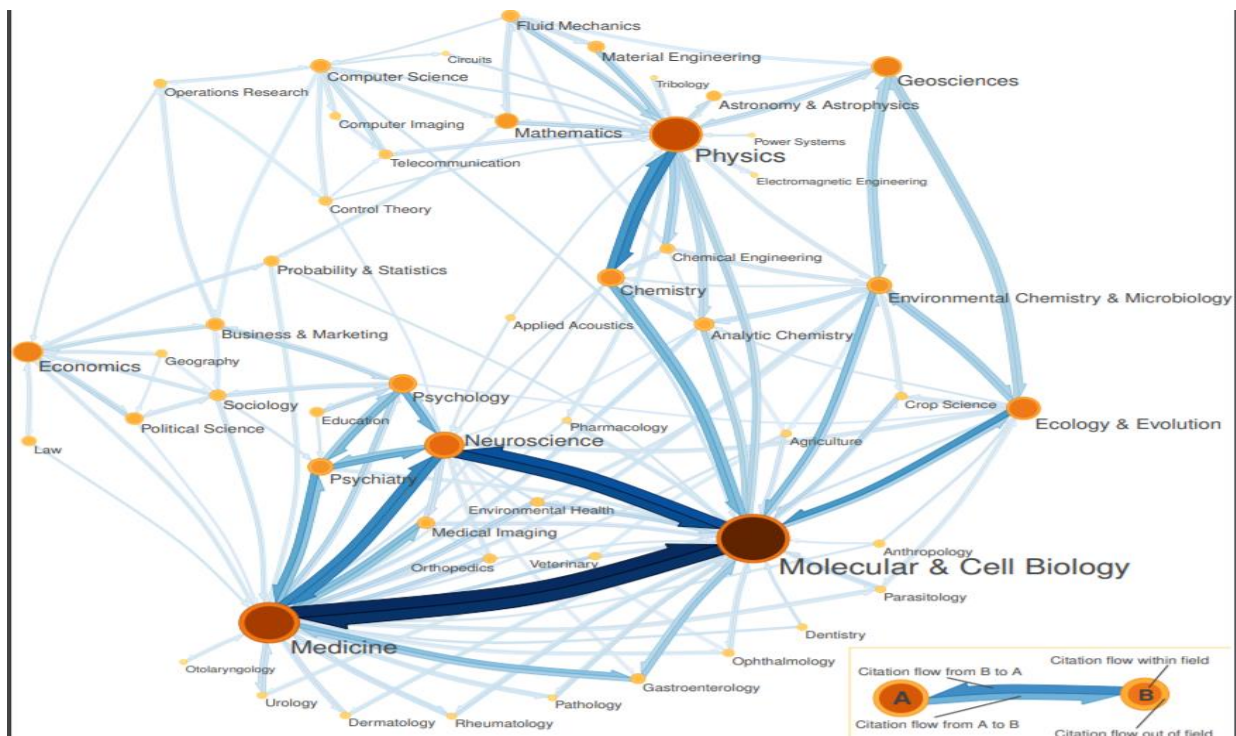 Fluid Mechanics
Circuits
Material Engineering
Computer Science
Tribology
Geosciences
Operations Research
Astronomy & Astrophysics
Computer Imaging
Mathematics
Physics
Power Systems
Telecommunication
Electromagnetic Engineering
Control Theory
Chemical Engineering
Probability & Statistics
Chemistry
Environmental Chemistry & Microbiology
Applied Acoustics
Analytic Chemistry
Business & Marketing
Economics
Geography
Psychology
Crop Science
Sociology
Education
Pharmacology
Ecology & Evolution
Political Science
Neuroscience
Agriculture
Law
Psychiatry
Environmental Health
Medical Imaging
Anthropology
Orthopedics
Veterinary
Molecular & Cell Biology
Parasitology
Medicine
Dentistry
Otolaryngology
Ophthalmology
Gastroenterology
Urology
Pathology
Dermatology
Rheumatology
Citation flow from B to A
Citation flow within field
A
B
Citation flow from A to B
Citation flow out of field